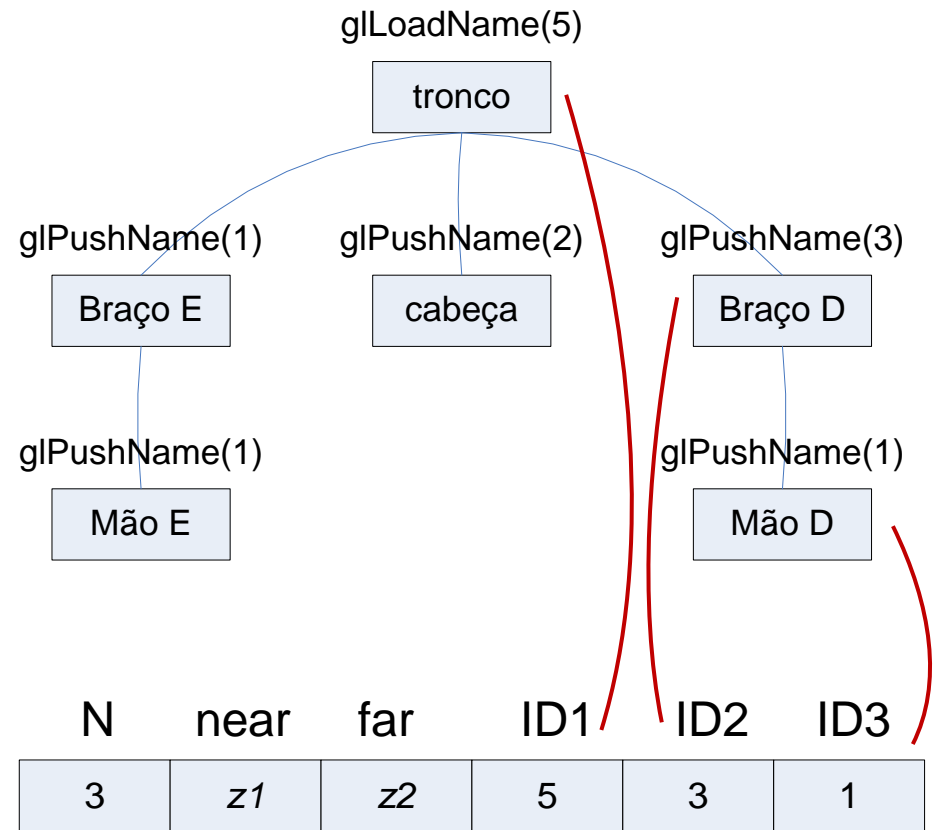 glLoadName(5)
tronco
glPushName(1) glPushName(2) glPushName(3)
Braço E cabeça Braço D
glPushName(1) glPushName(1)
Mão E Mão D
N near far ID1 ID2 ID3
3 z1 z2 5 3 1